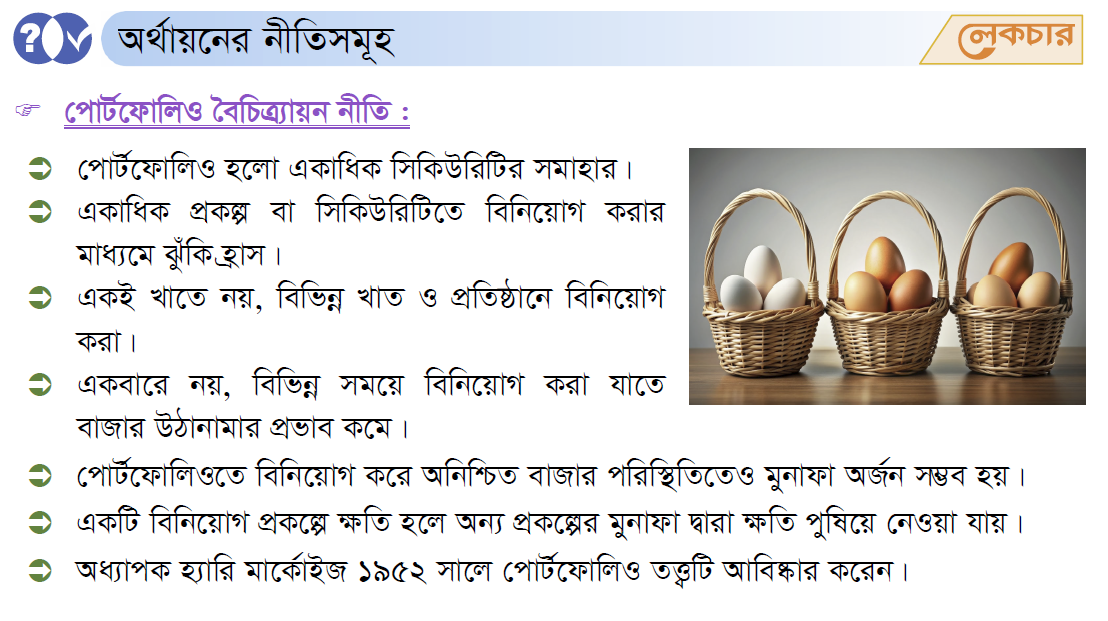 অর্থায়নের নীতিসমূহ
লেকচার
পোর্টফোলিও বৈচিত্র্যায়ন নীতি :
পোর্টফোলিও হলো একাধিক সিকিউরিটির সমাহার।
একাধিক প্রকল্প বা সিকিউরিটিতে বিনিয়োগ করার
মাধ্যমে ঝুঁকি হ্রাস।
একই খাতে নয়, বিভিন্ন খাত ও প্রতিষ্ঠানে বিনিয়োগ
করা।
একবারে নয়, বিভিন্ন সময়ে বিনিয়োগ করা যাতে
বাজার উঠানামার প্রভাব কমে।
পোর্টফোলিওতে বিনিয়োগ করে অনিশ্চিত বাজার পরিস্থিতিতেও মুনাফা অর্জন সম্ভব হয়।
একটি বিনিয়োগ প্রকল্পে ক্ষতি হলে অন্য প্রকল্পের মুনাফা দ্বারা ক্ষতি পুষিয়ে নেওয়া যায়।
অধ্যাপক হ্যারি মার্কোইজ ১৯৫২ সালে পোর্টফোলিও তত্ত্বটি আবিষ্কার করেন।